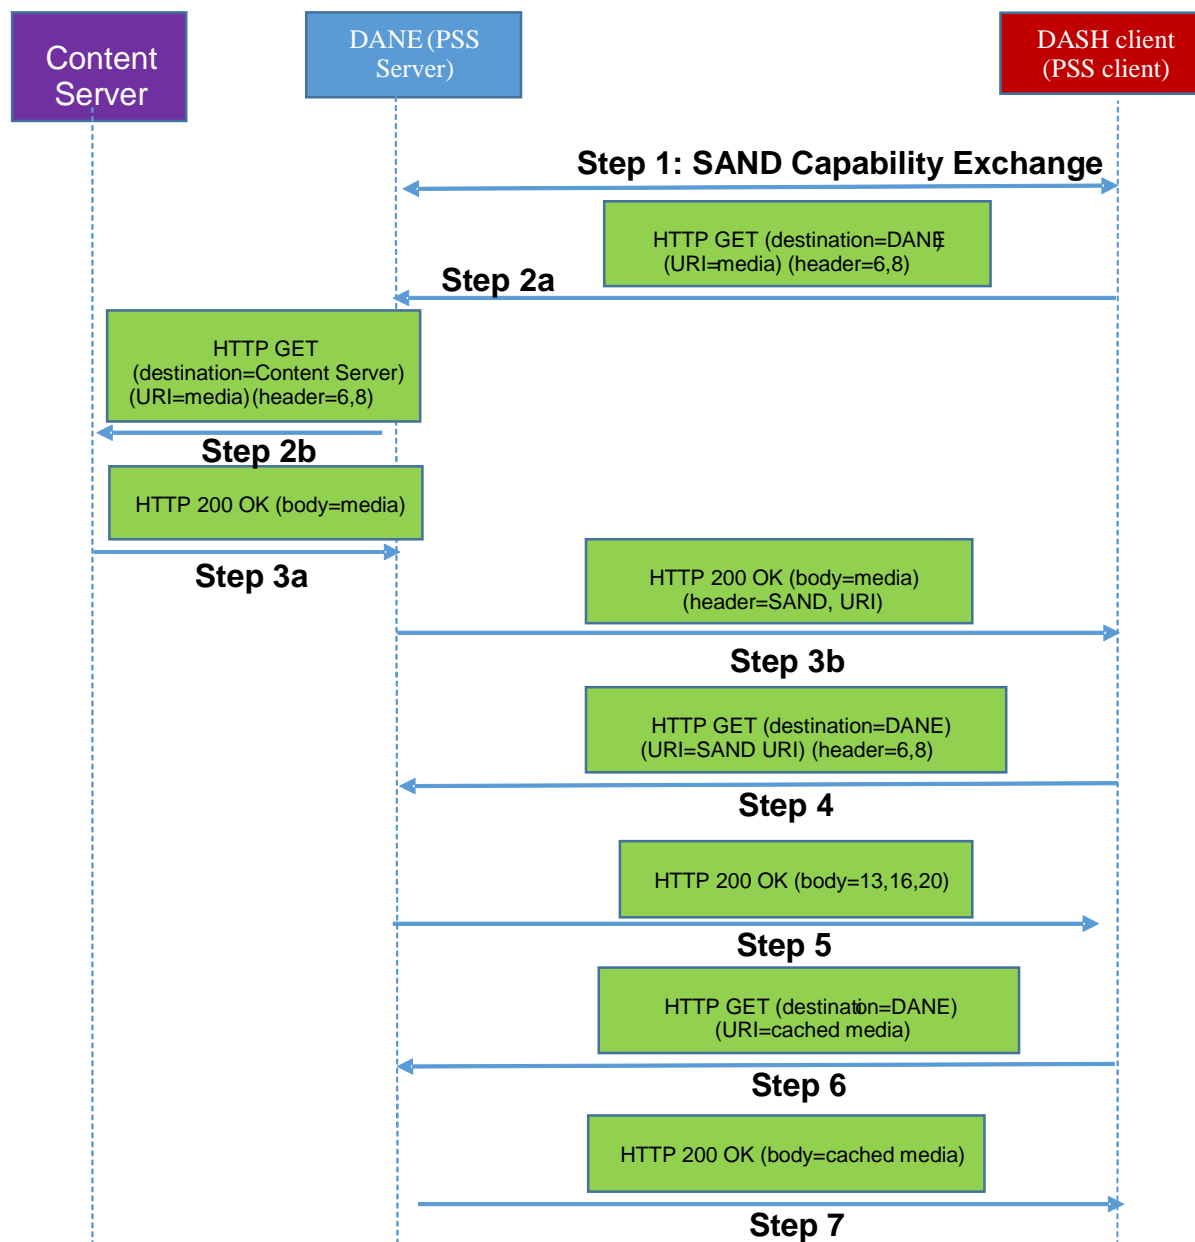 Content
Server
DANE (PSS
Server)
DASH client
(PSS client)
Step 1: SAND Capability Exchange
HTTP GET (destination=DANE)
(URI=media) (header=6,8)
Step 2a
HTTP GET
(destination=Content Server)
(URI=media) (header=6,8)
Step 2b
HTTP 200 OK (body=media)
Step 3a
HTTP 200 OK (body=media)
(header=SAND, URI)
Step 3b
HTTP GET (destination=DANE)
(URI=SAND URI) (header=6,8)
Step 4
HTTP 200 OK (body=13,16,20)
Step 5
HTTP GET (destination=DANE)
(URI=cached media)
Step 6
HTTP 200 OK (body=cached media)
Step 7